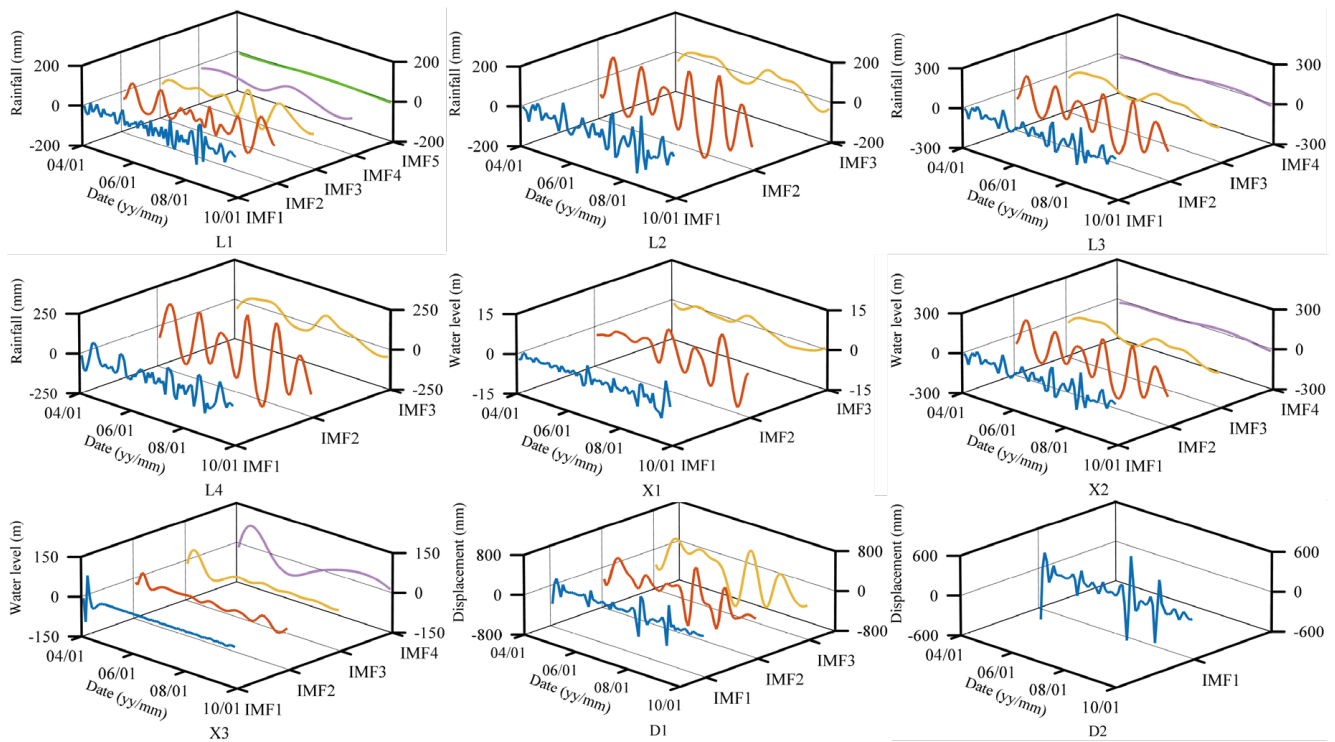 Rainfall (mm)
200
0
-200
200
0
-200
04/01
06/01
08/01
10/01
Date (yy/mm)
IMF1
IMF2
IMF3
IMF4
IMF5
L1
Rainfall (mm)
200
0
-200
200
0
-200
04/01
06/01
08/01
10/01
Date (yy/mm)
IMF1
IMF2
IMF3
L2
Rainfall (mm)
300
0
-300
300
0
-300
04/01
06/01
08/01
10/01
Date (yy/mm)
IMF1
IMF2
IMF3
IMF4
L3
Rainfall (mm)
250
0
-250
250
0
-250
04/01
06/01
08/01
10/01
Date (yy/mm)
IMF1
IMF2
IMF3
L4
Water level (m)
15
0
-15
15
0
-15
04/01
06/01
08/01
10/01
Date (yy/mm)
IMF1
IMF2
IMF3
X1
Water level (m)
300
0
-300
300
0
-300
04/01
06/01
08/01
10/01
Date (yy/mm)
IMF1
IMF2
IMF3
IMF4
X2
Water level (m)
150
0
-150
150
0
-150
04/01
06/01
08/01
10/01
Date (yy/mm)
IMF1
IMF2
IMF3
IMF4
X3
Displacement (mm)
800
0
-800
800
0
-800
04/01
06/01
08/01
10/01
Date (yy/mm)
IMF1
IMF2
IMF3
D1
Displacement (mm)
600
0
-600
600
0
-600
04/01
06/01
08/01
10/01
Date (yy/mm)
IMF1
D2